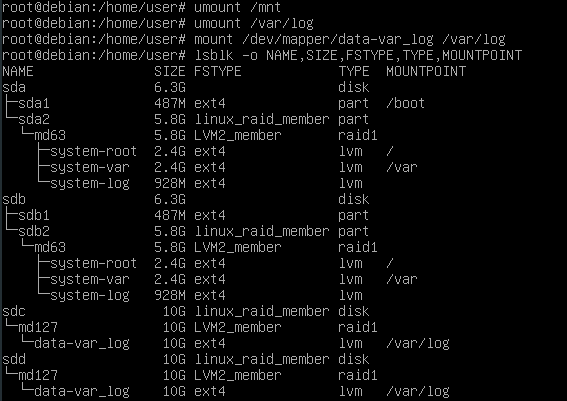 root@debian:/home/user# umount /mnt
root@debian:/home/user# umount /var/log
root@debian:/home/user# mount /dev/mapper/data-var_log /var/log
root@debian:/home/user# lsblk -o NAME,SIZE,FSTYPE,TYPE,MOUNTPOINT
NAME                 SIZE FSTYPE            TYPE  MOUNTPOINT
sda                  6.3G                   disk
├─sda1               487M ext4              part  /boot
└─sda2               5.8G linux_raid_member part
  └─md63             5.8G LVM2_member       raid1
    ├─system-root    2.4G ext4              lvm   /
    ├─system-var     2.4G ext4              lvm   /var
    └─system-log     928M ext4              lvm
sdb                  6.3G                   disk
├─sdb1               487M ext4              part
└─sdb2               5.8G linux_raid_member part
  └─md63             5.8G LVM2_member       raid1
    ├─system-root    2.4G ext4              lvm   /
    ├─system-var     2.4G ext4              lvm   /var
    └─system-log     928M ext4              lvm
sdc                   10G linux_raid_member disk
└─md127               10G LVM2_member       raid1
  └─data-var_log      10G ext4              lvm   /var/log
sdd                   10G linux_raid_member disk
└─md127               10G LVM2_member       raid1
  └─data-var_log      10G ext4              lvm   /var/log